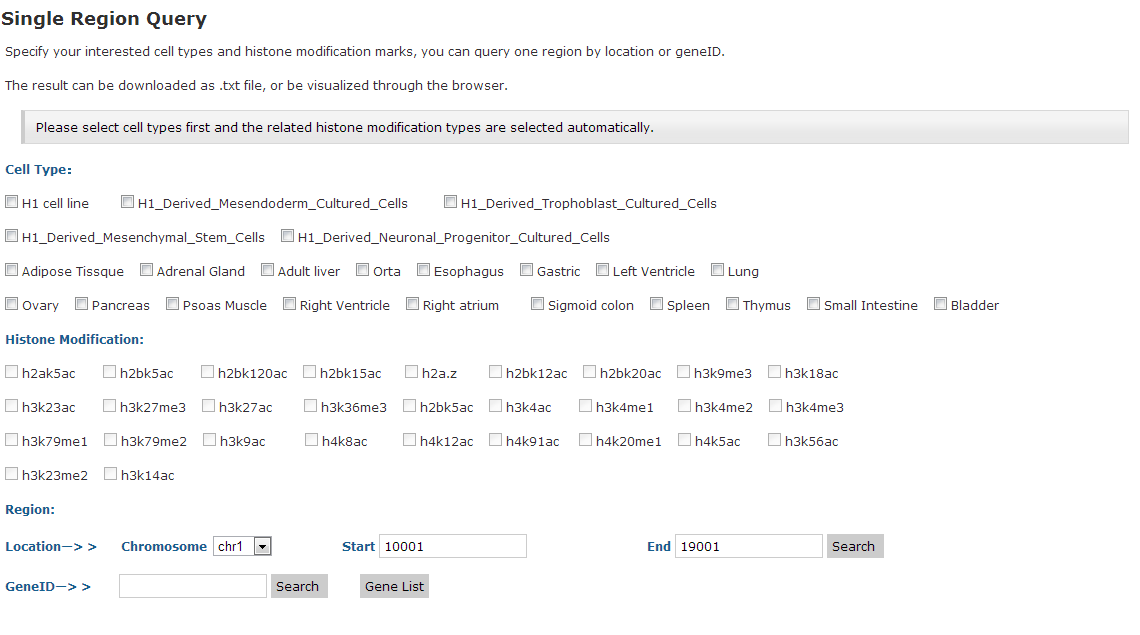 Single Region Query
Specify your interested cell types and histone modification marks, you can query one region by location or geneID.
The result can be downloaded as .txt file, or be visualized through the browser.
Please select cell types first and the related histone modification types are selected automatically.
Cell Type:
H1 cell line H1_Derived_Mesendoderm_Cultured_Cells H1_Derived_Trophoblast_Cultured_Cells
H1_Derived_Mesenchymal_Stem_Cells H1_Derived_Neuronal_Progenitor_Cultured_Cells
Adipose Tissque Adrenal Gland Adult liver Orta Esophagus Gastric Left Ventricle Lung
Ovary Pancreas Psoas Muscle Right Ventricle Right atrium Sigmoid colon Spleen Thymus Small Intestine Bladder
Histone Modification:
h2ak5ac h2bk5ac h2bk120ac h2bk15ac h2a.z h2bk12ac h2bk20ac h3k9me3 h3k18ac
h3k23ac h3k27me3 h3k27ac h3k36me3 h2bk5ac h3k4ac h3k4me1 h3k4me2 h3k4me3
h3k79me1 h3k79me2 h3k9ac h4k8ac h4k12ac h4k91ac h4k20me1 h4k5ac h3k56ac
h3k23me2 h3k14ac
Region:
Location—> > Chromosome chr1 Start 10001 End 19001 Search
GeneID—> > Search Gene List